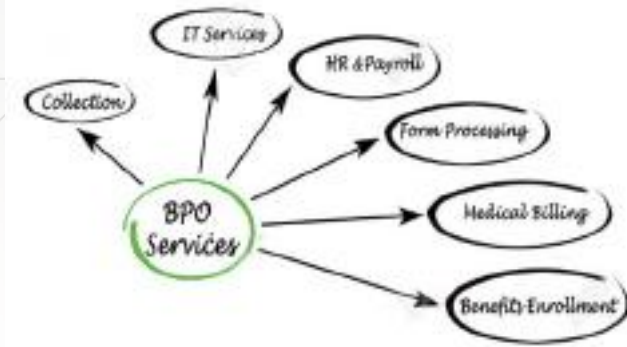 IT Services
HR & Payroll
Collection
Form Processing
BPO
Services
Medical Billing
Benefits Enrollment